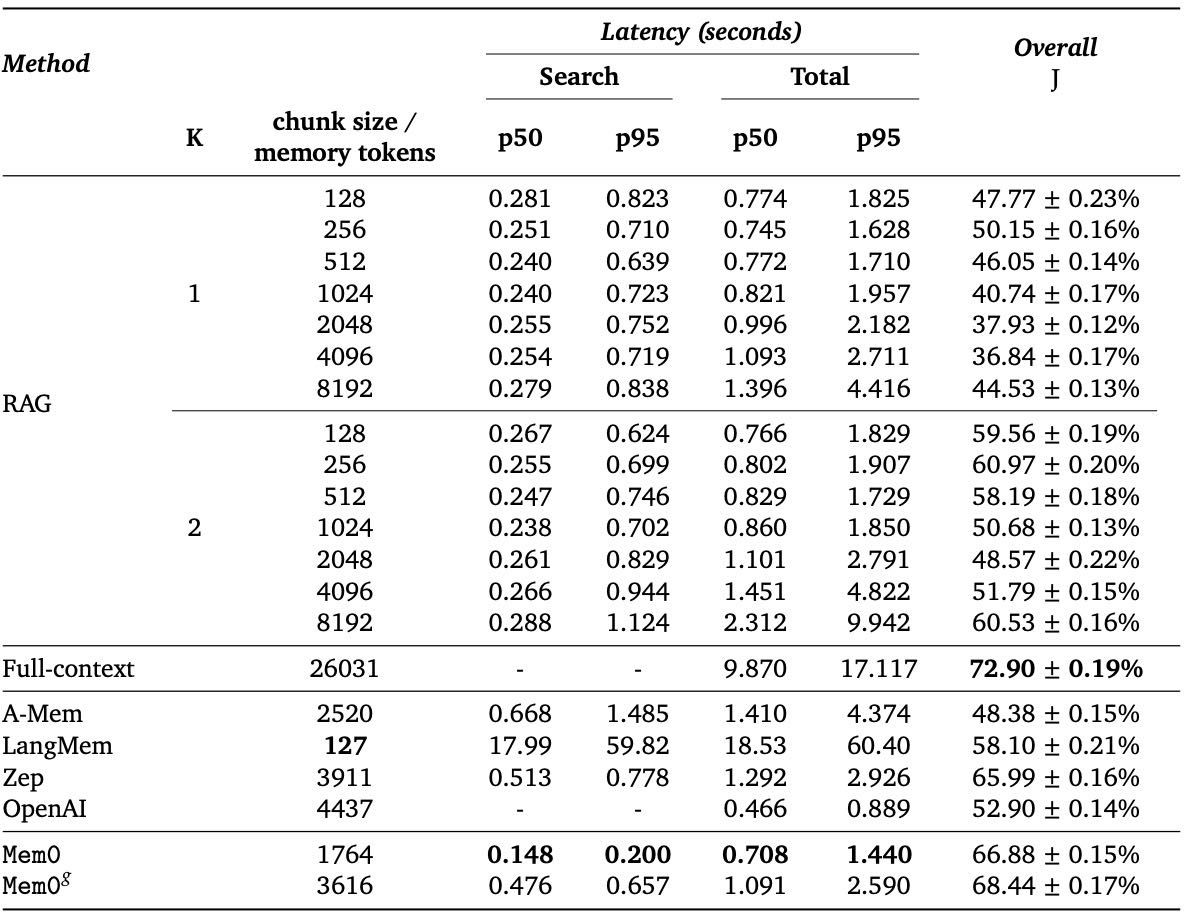 Latency (seconds)
Method Overall
Search Total J
K chunk size / memory tokens p50 p95 p50 p95
128 0.281 0.823 0.774 1.825 47.77 ± 0.23%
256 0.251 0.710 0.745 1.628 50.15 ± 0.16%
512 0.240 0.639 0.772 1.710 46.05 ± 0.14%
1 1024 0.240 0.723 0.821 1.957 40.74 ± 0.17%
2048 0.255 0.752 0.996 2.182 37.93 ± 0.12%
4096 0.254 0.719 1.093 2.711 36.84 ± 0.17%
8192 0.279 0.838 1.396 4.416 44.53 ± 0.13%
RAG
128 0.267 0.624 0.766 1.829 59.56 ± 0.19%
256 0.255 0.699 0.802 1.907 60.97 ± 0.20%
512 0.247 0.746 0.829 1.729 58.19 ± 0.18%
2 1024 0.238 0.702 0.860 1.850 50.68 ± 0.13%
2048 0.261 0.829 1.101 2.791 48.57 ± 0.22%
4096 0.266 0.944 1.451 4.822 51.79 ± 0.15%
8192 0.288 1.124 2.312 9.942 60.53 ± 0.16%
Full-context 26031 - - 9.870 17.117 72.90 ± 0.19%
A-Mem 2520 0.668 1.485 1.410 4.374 48.38 ± 0.15%
LangMem 127 17.99 59.82 18.53 60.40 58.10 ± 0.21%
Zep 3911 0.513 0.778 1.292 2.926 65.99 ± 0.16%
OpenAI 4437 - - 0.466 0.889 52.90 ± 0.14%
Mem0 1764 0.148 0.200 0.708 1.440 66.88 ± 0.15%
Mem0g 3616 0.476 0.657 1.091 2.590 68.44 ± 0.17%